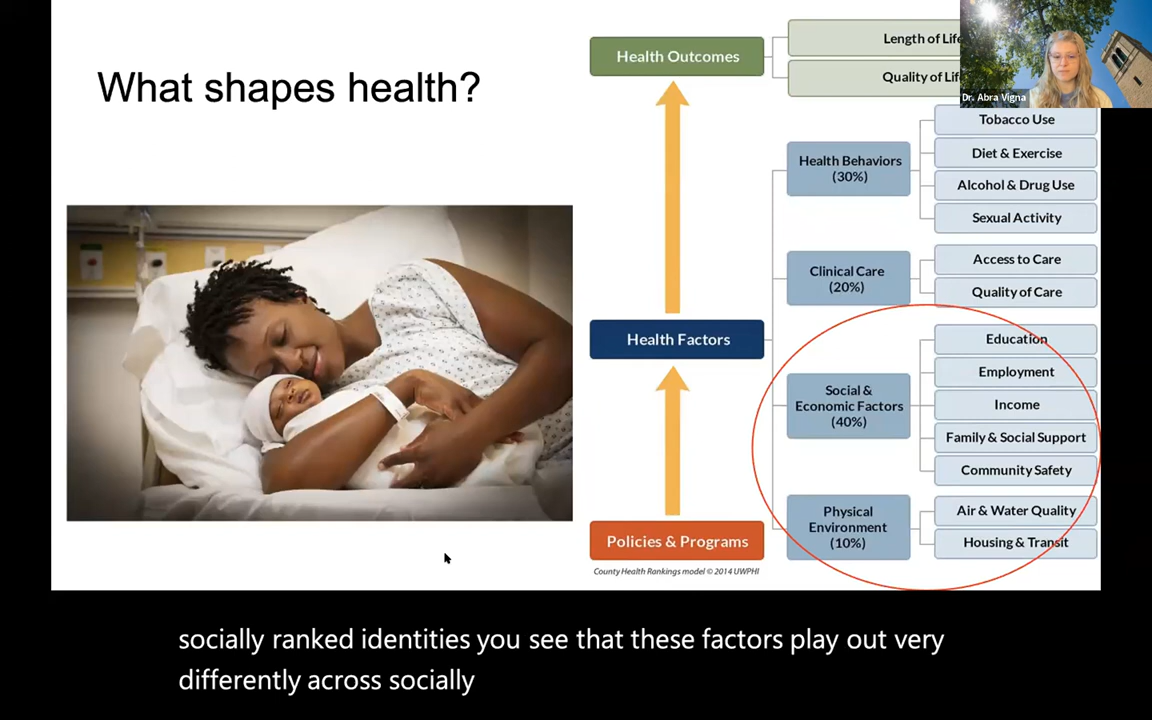 What shapes health?
Health Outcomes
Length of Life
Quality of Life
Dr. Abra Vigna
Health Behaviors
(30%)
Tobacco Use
Diet & Exercise
Alcohol & Drug Use
Sexual Activity
Clinical Care
(20%)
Access to Care
Quality of Care
Health Factors
Social &
Economic Factors
(40%)
Education
Employment
Income
Family & Social Support
Community Safety
Physical
Environment
(10%)
Air & Water Quality
Housing & Transit
Policies & Programs
County Health Rankings model © 2014 UWPHI
socially ranked identities you see that these factors play out very
differently across socially